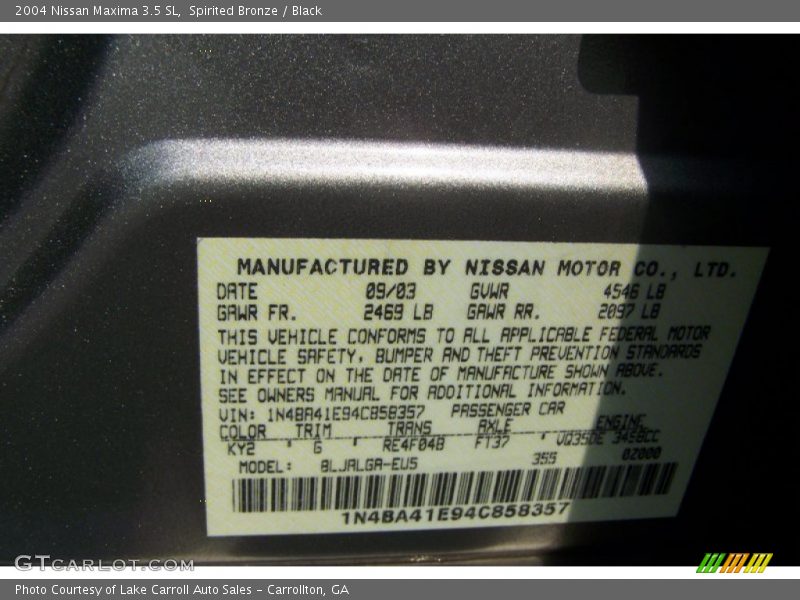 2004 Nissan Maxima 3.5 SL, Spirited Bronze / Black
MANUFACTURED BY NISSAN MOTOR CO., LTD.
DATE 09/03 GVWR 4546 LB
GAWR FR. 2469 LB GAWR RR. 2097 LB
THIS VEHICLE CONFORMS TO ALL APPLICABLE FEDERAL MOTOR
VEHICLE SAFETY, BUMPER AND THEFT PREVENTION STANDARDS
IN EFFECT ON THE DATE OF MANUFACTURE SHOWN ABOVE.
SEE OWNERS MANUAL FOR ADDITIONAL INFORMATION.
VIN: 1N4BA41E94C858357 PASSENGER CAR
COLOR TRIM TRANS AXLE ENGINE
KY2 G RE4F04B FT37 VQ35DE 3498CC
MODEL: BLJALGA-EU5 355 0Z000
1N4BA41E94C858357
GTCarLot.com
Photo Courtesy of Lake Carroll Auto Sales - Carrollton, GA